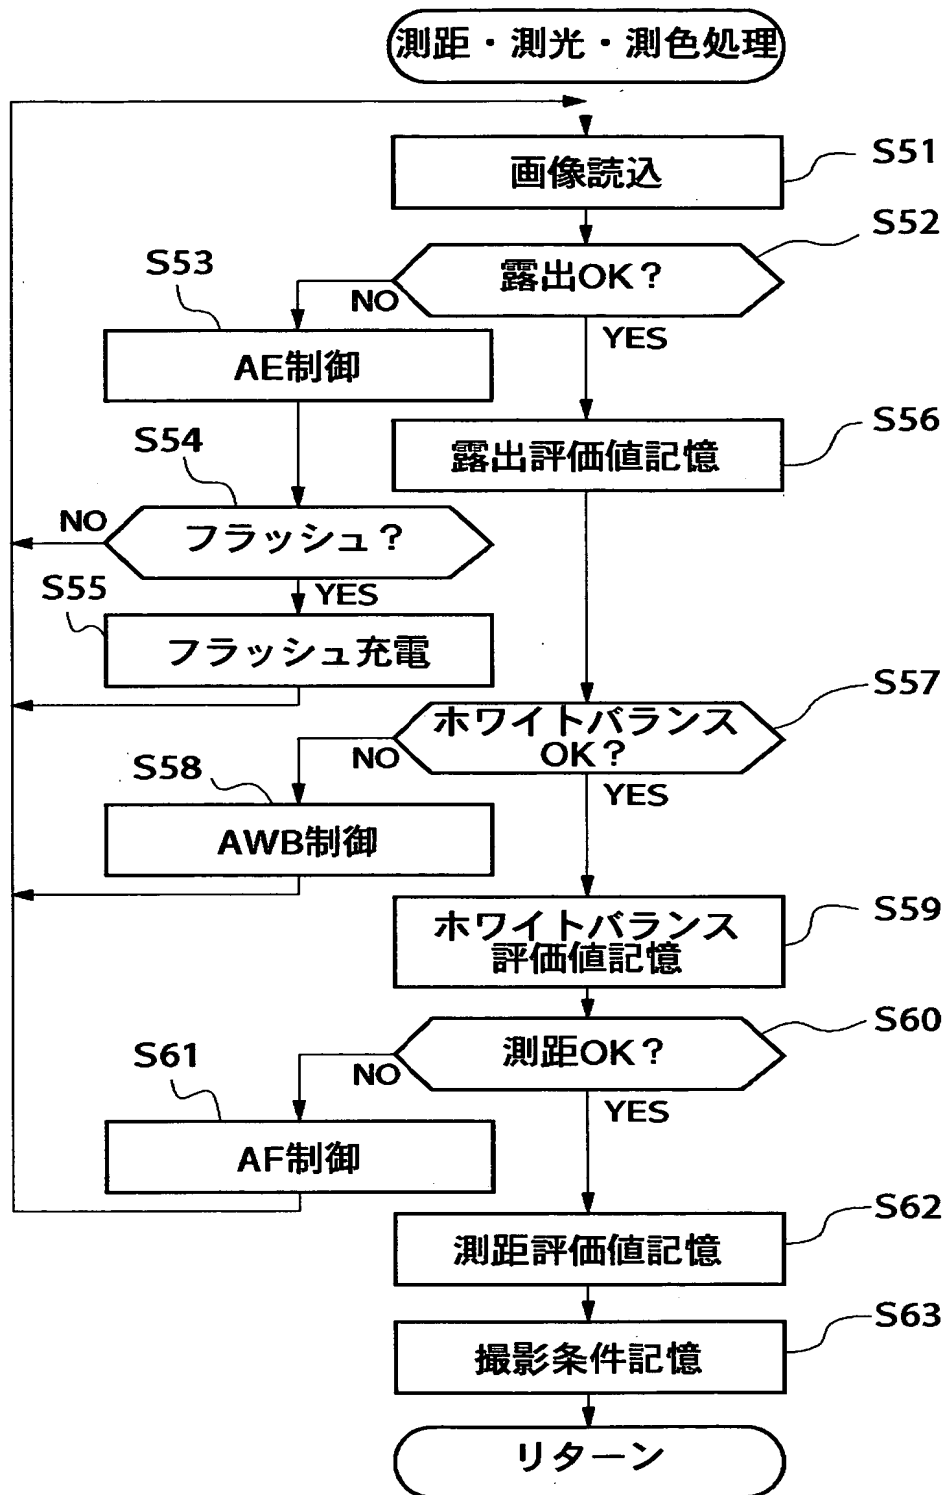 測距・測光・測色処理
画像読込
S51
露出OK？
S52
NO
YES
S53
AE制御
S54
フラッシュ？
NO
YES
S55
フラッシュ充電
露出評価値記憶
S56
ホワイトバランス
OK？
S57
NO
YES
S58
AWB制御
ホワイトバランス
評価値記憶
S59
測距OK？
S60
NO
YES
S61
AF制御
測距評価値記憶
S62
撮影条件記憶
S63
リターン